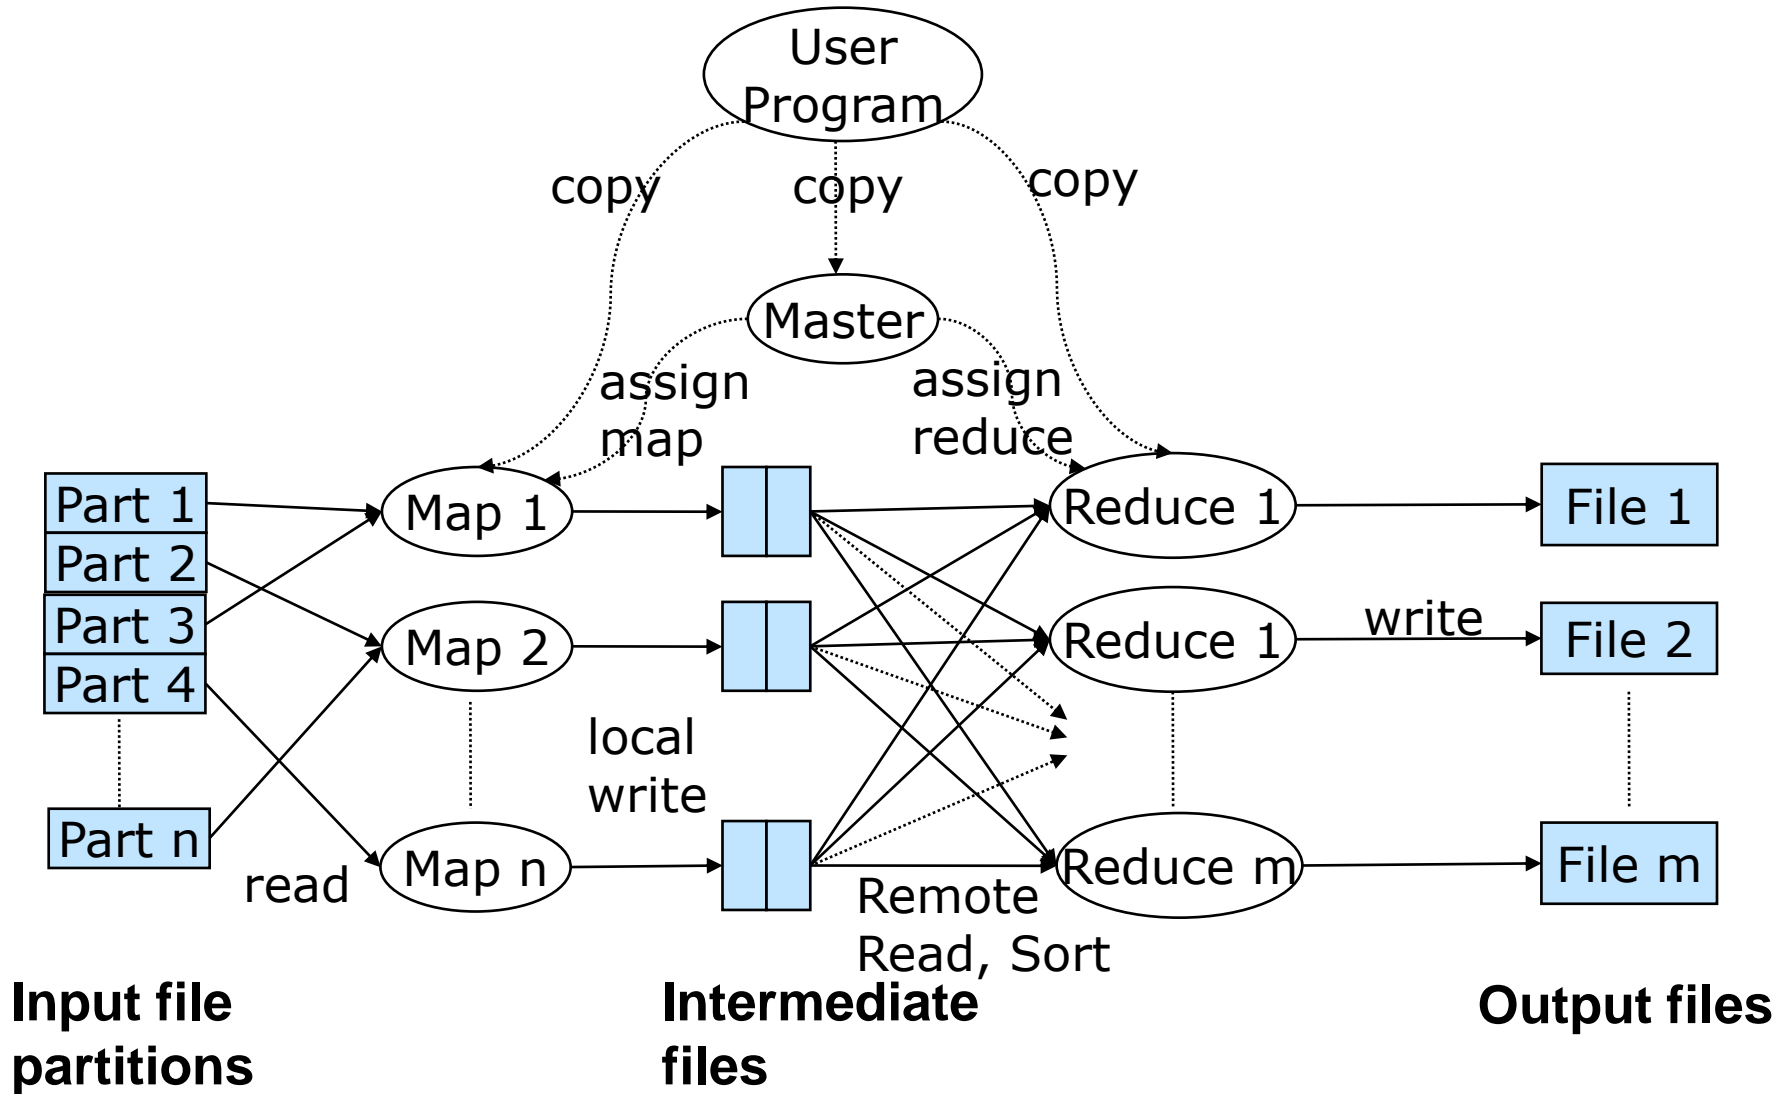 User
Program
copy
copy
copy
Master
assign
map
assign
reduce
Part 1
Part 2
Part 3
Part 4
Part n
read
Map 1
Map 2
Map n
local
write
Remote
Read, Sort
Reduce 1
Reduce 1
Reduce m
write
File 1
File 2
File m
Input file
partitions
Intermediate
files
Output files